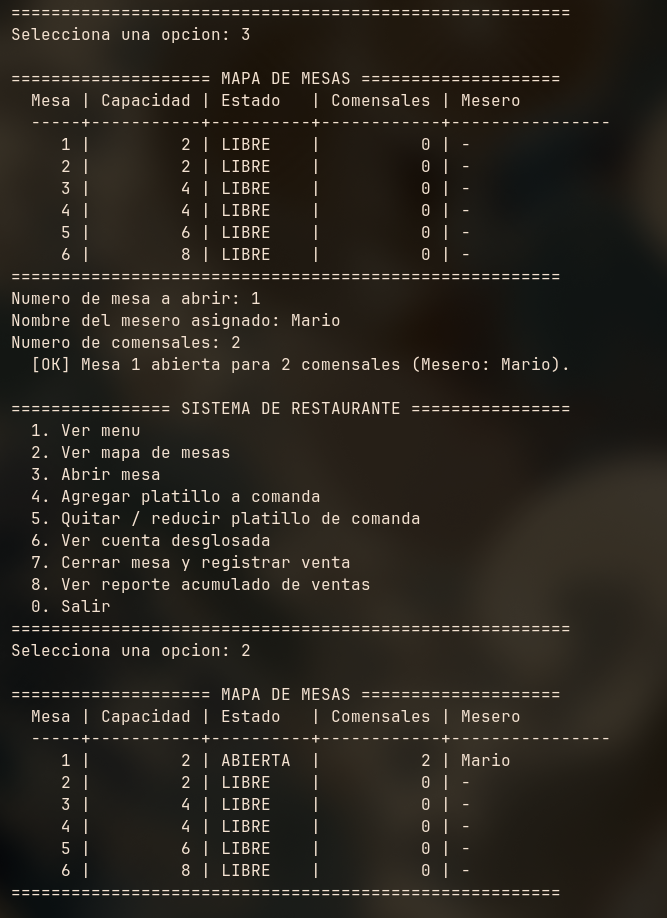 ========================================================
Selecciona una opcion: 3
==================== MAPA DE MESAS ====================
  Mesa | Capacidad | Estado   | Comensales | Mesero
  -----+-----------+----------+------------+----------------
     1 |         2 | LIBRE    |          0 | -
     2 |         2 | LIBRE    |          0 | -
     3 |         4 | LIBRE    |          0 | -
     4 |         4 | LIBRE    |          0 | -
     5 |         6 | LIBRE    |          0 | -
     6 |         8 | LIBRE    |          0 | -
=======================================================
Numero de mesa a abrir: 1
Nombre del mesero asignado: Mario
Numero de comensales: 2
  [OK] Mesa 1 abierta para 2 comensales (Mesero: Mario).
================ SISTEMA DE RESTAURANTE ================
  1. Ver menu
  2. Ver mapa de mesas
  3. Abrir mesa
  4. Agregar platillo a comanda
  5. Quitar / reducir platillo de comanda
  6. Ver cuenta desglosada
  7. Cerrar mesa y registrar venta
  8. Ver reporte acumulado de ventas
  0. Salir
========================================================
Selecciona una opcion: 2
==================== MAPA DE MESAS ====================
  Mesa | Capacidad | Estado   | Comensales | Mesero
  -----+-----------+----------+------------+----------------
     1 |         2 | ABIERTA  |          2 | Mario
     2 |         2 | LIBRE    |          0 | -
     3 |         4 | LIBRE    |          0 | -
     4 |         4 | LIBRE    |          0 | -
     5 |         6 | LIBRE    |          0 | -
     6 |         8 | LIBRE    |          0 | -
=======================================================